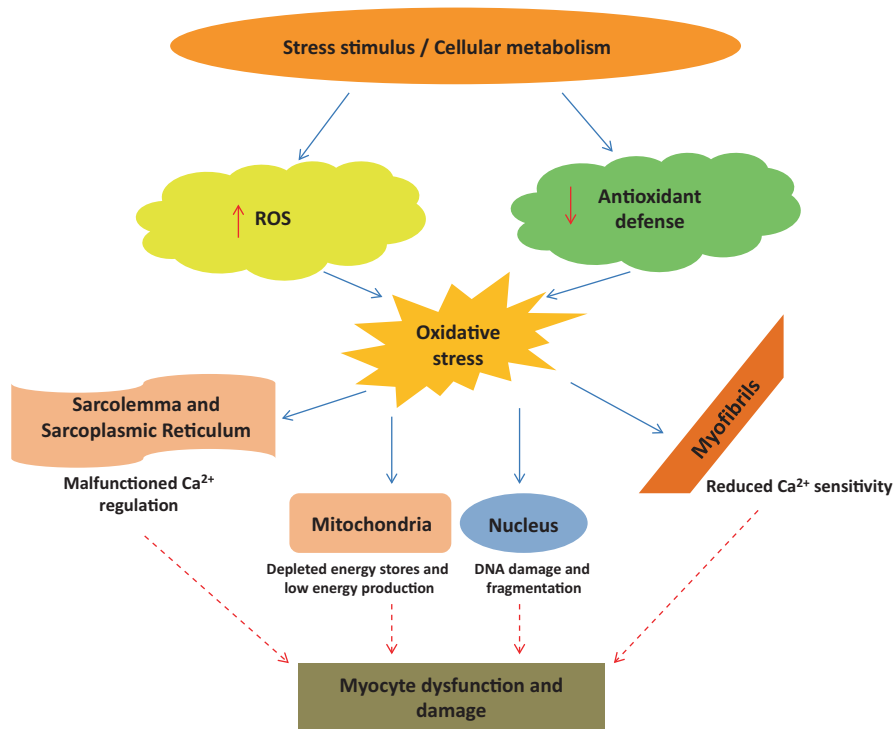 Stress stimulus / Cellular metabolism
↑ ROS
↓ Antioxidant
defense
Oxidative
stress
Sarcolemma and
Sarcoplasmic Reticulum
Malfunctioned Ca²⁺
regulation
Myofibrils
Reduced Ca²⁺ sensitivity
Mitochondria
Depleted energy stores and
low energy production
Nucleus
DNA damage and
fragmentation
Myocyte dysfunction and
damage